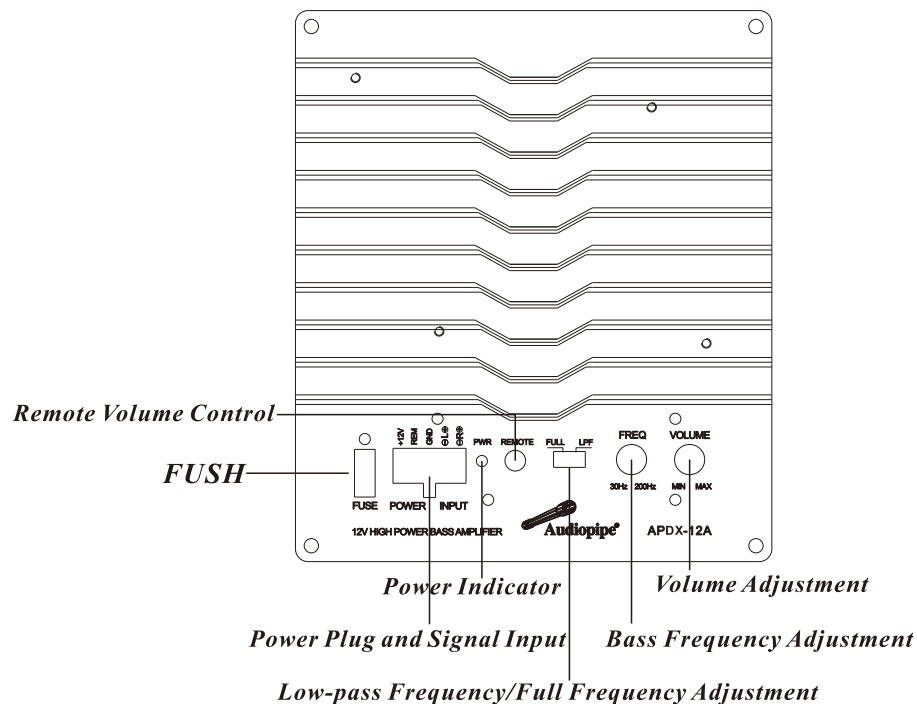 Remote Volume Control
+12V
REM
GND
⊖L⊕
⊖R⊕
PWR
REMOTE
FULL LPF
FREQ
VOLUME
FUSH
30Hz 200Hz
MIN MAX
FUSE
POWER INPUT
12V HIGH POWER BASS AMPLIFIER
Audiopipe®
APDX-12A
Power Indicator
Volume Adjustment
Power Plug and Signal Input
Bass Frequency Adjustment
Low-pass Frequency/Full Frequency Adjustment